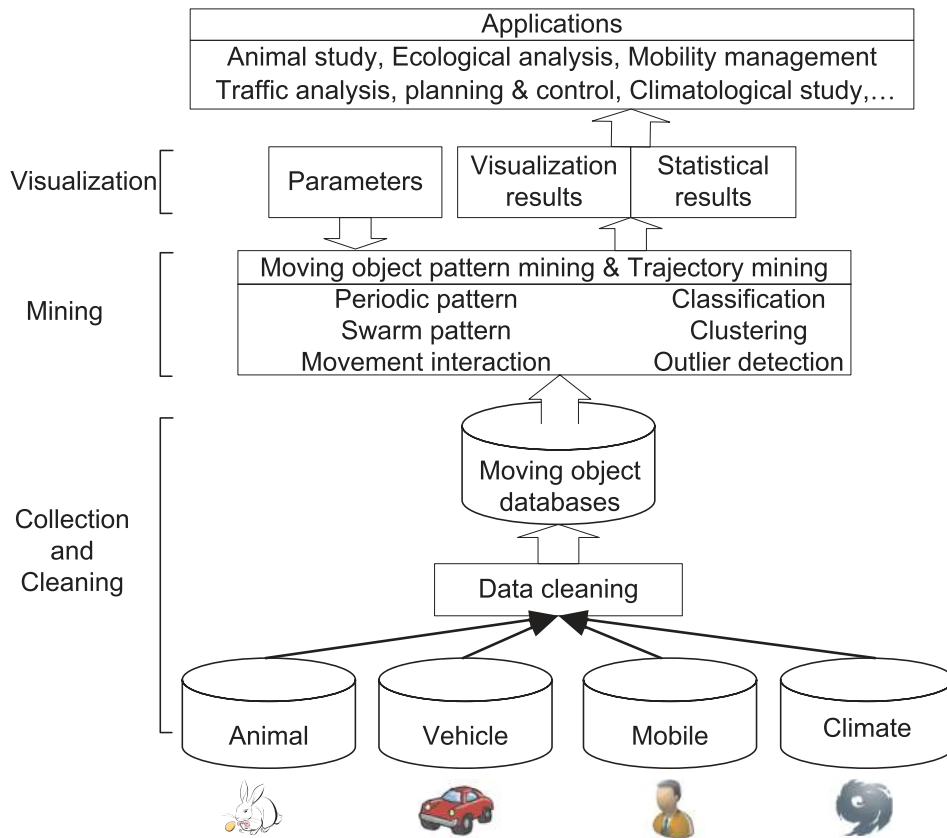 Applications
Animal study, Ecological analysis, Mobility management
Traffic analysis, planning & control, Climatological study,...
Visualization
Parameters
Visualization
results
Statistical
results
Mining
Moving object pattern mining & Trajectory mining
Periodic pattern
Swarm pattern
Movement interaction
Classification
Clustering
Outlier detection
Collection
and
Cleaning
Moving object
databases
Data cleaning
Animal
Vehicle
Mobile
Climate